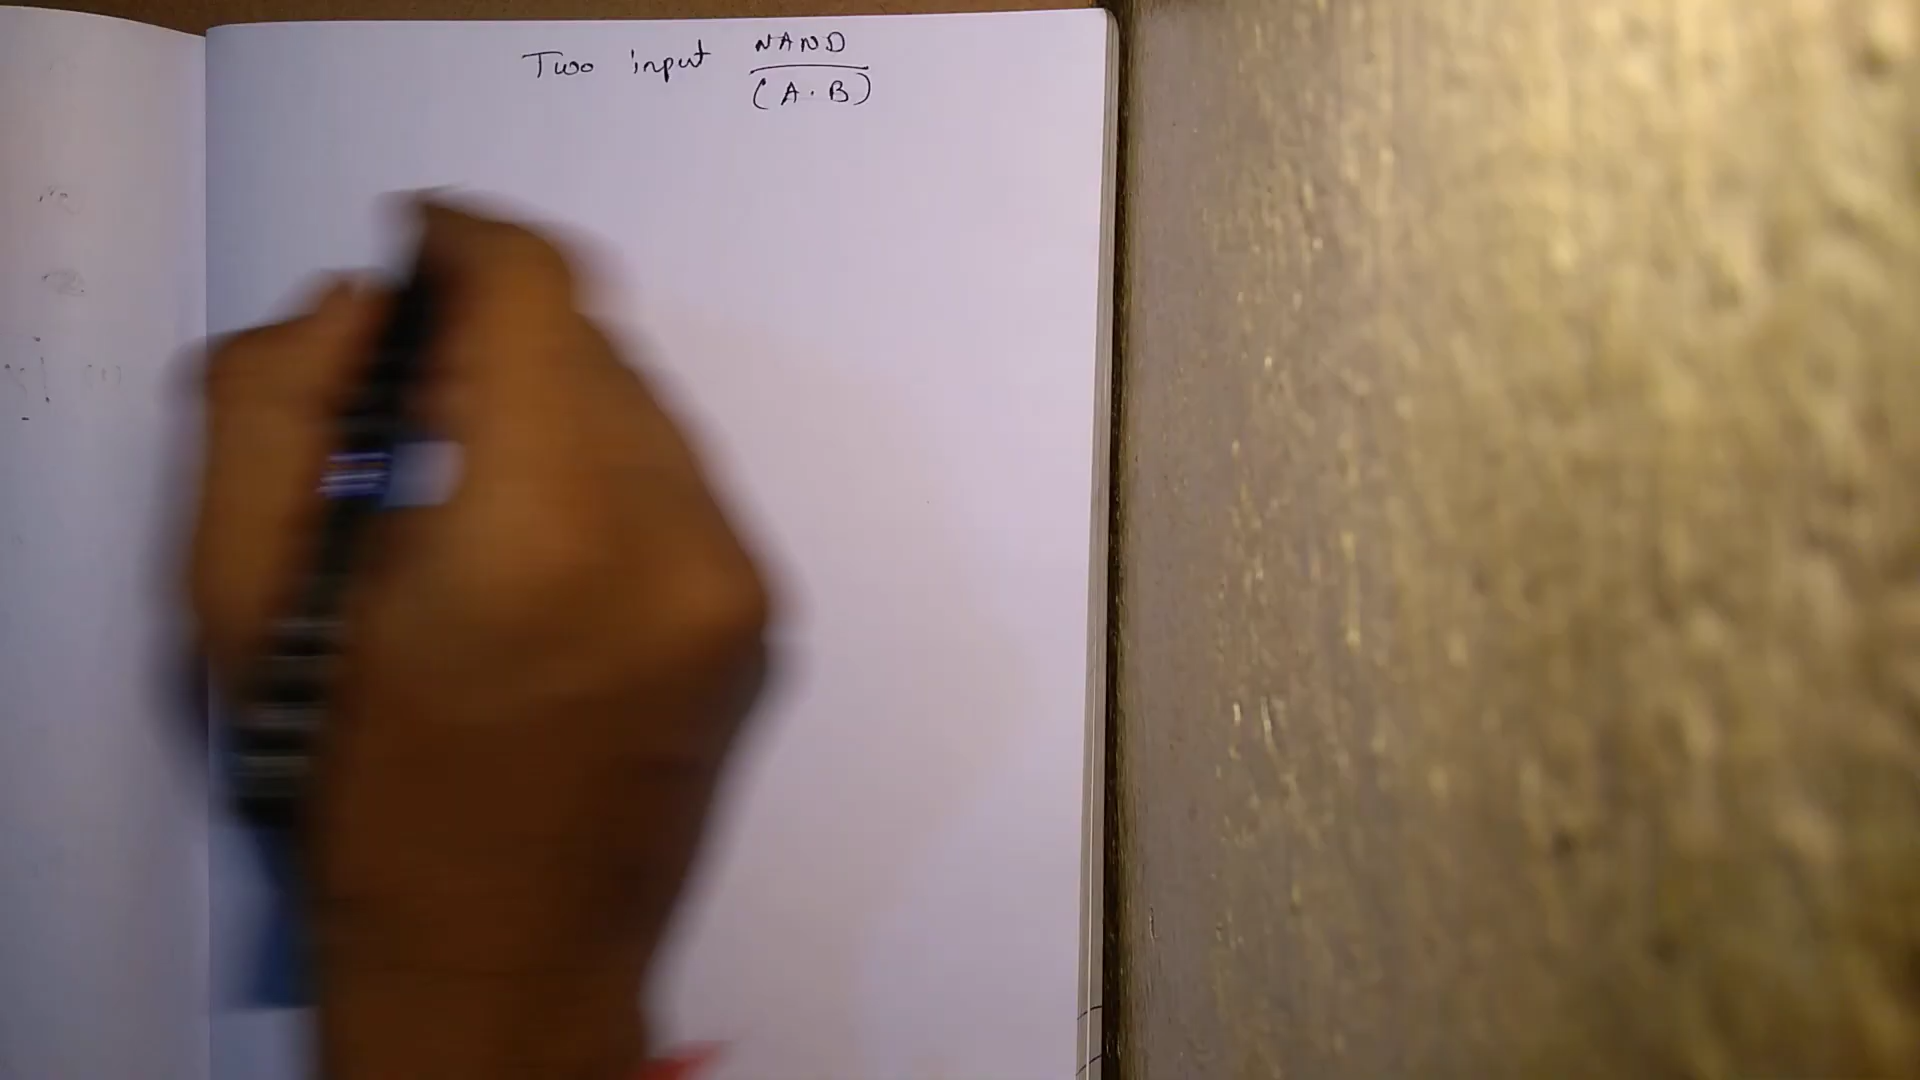 Two input NAND
(A · B)